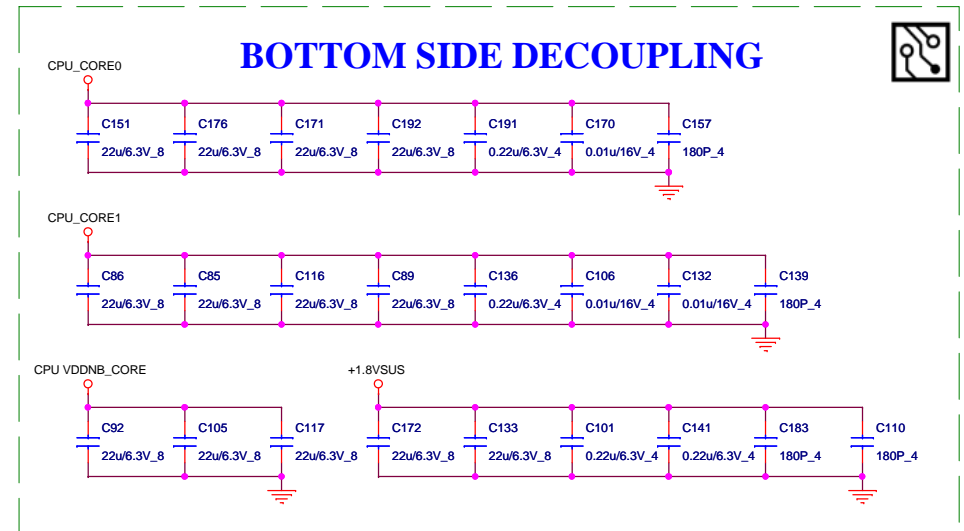 BOTTOM SIDE DECOUPLING
CPU_CORE0
C151 C176 C171 C192 C191 C170 C157
22u/6.3V_8 22u/6.3V_8 22u/6.3V_8 22u/6.3V_8 0.22u/6.3V_4 0.01u/16V_4 180P_4
CPU_CORE1
C86 C85 C116 C89 C136 C106 C132 C139
22u/6.3V_8 22u/6.3V_8 22u/6.3V_8 22u/6.3V_8 0.22u/6.3V_4 0.01u/16V_4 0.01u/16V_4 180P_4
CPU VDDNB_CORE +1.8VSUS
C92 C105 C117 C172 C133 C101 C141 C183 C110
22u/6.3V_8 22u/6.3V_8 22u/6.3V_8 22u/6.3V_8 22u/6.3V_8 0.22u/6.3V_4 0.22u/6.3V_4 180P_4 180P_4